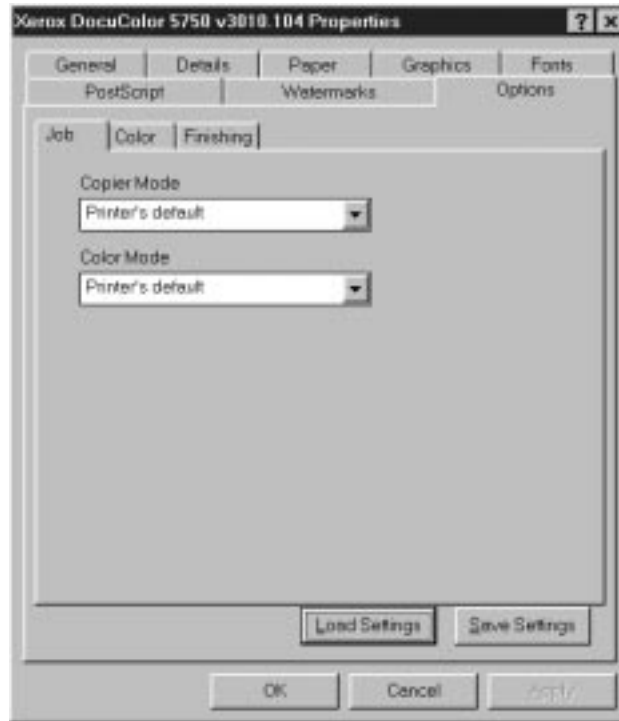 Xerox DocuColor 5750 v3010.104 Properties ? ×
General Details Paper Graphics Fonts
PostScript Watermarks Options
Job Color Finishing
Copier Mode
Printer's default
Color Mode
Printer's default
Load Settings Save Settings
OK Cancel Apply